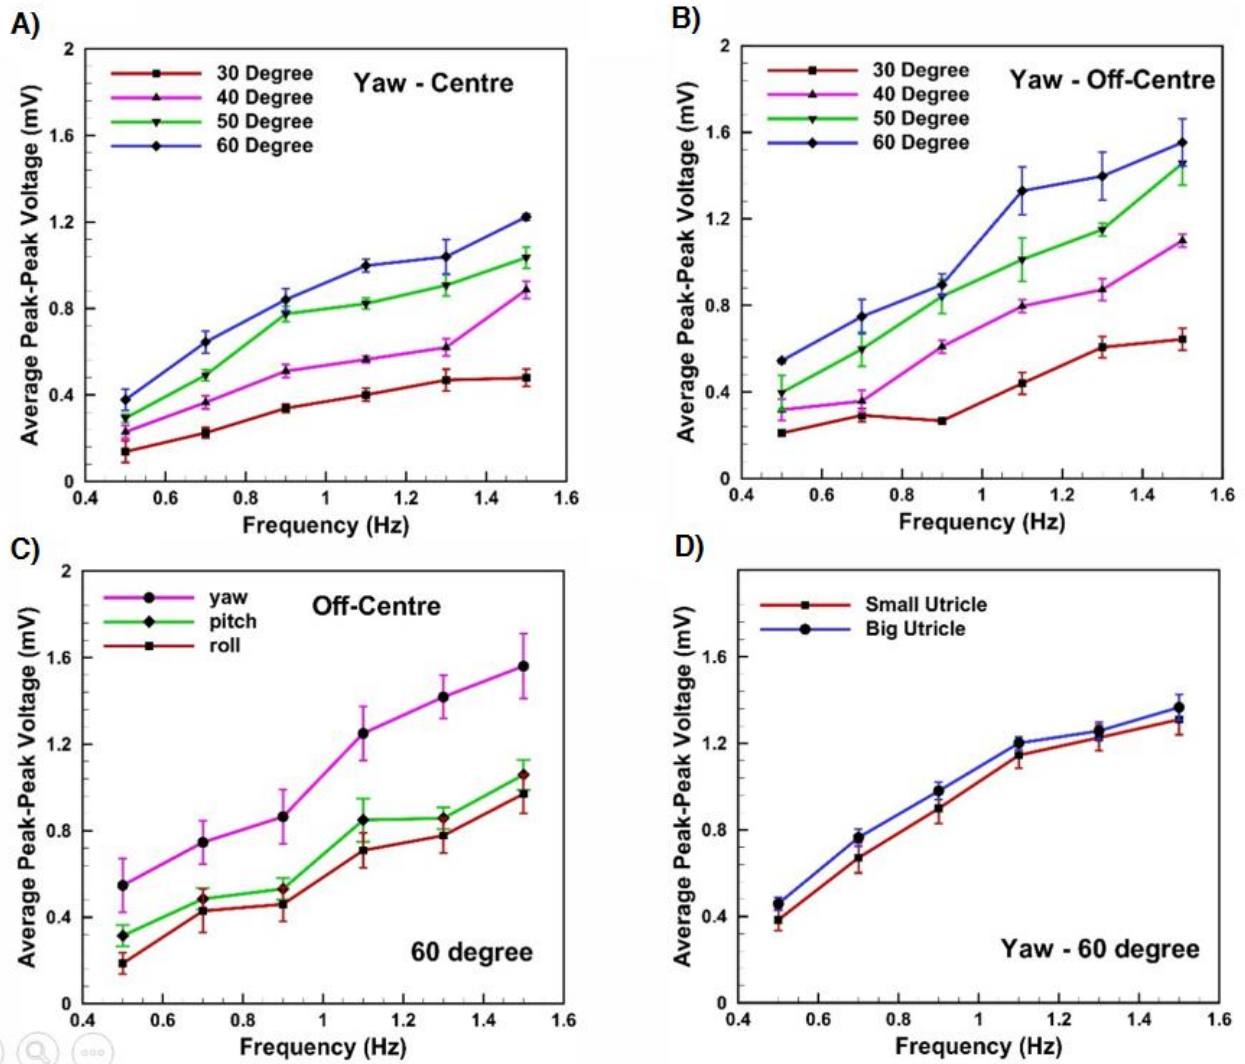 A)
Yaw - Centre
30 Degree
40 Degree
50 Degree
60 Degree
Average Peak-Peak Voltage (mV)
2
1.6
1.2
0.8
0.4
0
0.4 0.6 0.8 1 1.2 1.4 1.6
Frequency (Hz)
B)
Yaw - Off-Centre
30 Degree
40 Degree
50 Degree
60 Degree
Average Peak-Peak Voltage (mV)
2
1.6
1.2
0.8
0.4
0
0.4 0.6 0.8 1 1.2 1.4 1.6
Frequency (Hz)
C)
yaw
pitch
roll
Off-Centre
60 degree
Average Peak-Peak Voltage (mV)
2
1.6
1.2
0.8
0.4
0
0.4 0.6 0.8 1 1.2 1.4 1.6
Frequency (Hz)
D)
Small Utricle
Big Utricle
Yaw - 60 degree
Average Peak-Peak Voltage (mV)
1.6
1.2
0.8
0.4
0
0.4 0.6 0.8 1 1.2 1.4 1.6
Frequency (Hz)